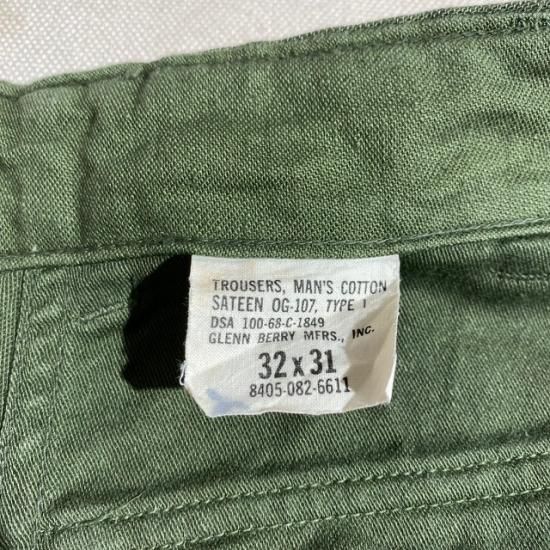 TROUSERS, MAN'S COTTON
SATEEN OG-107, TYPE I
DSA 100-68-C-1849
GLENN BERRY MFRS., INC.
32 x 31
8405-082-6611